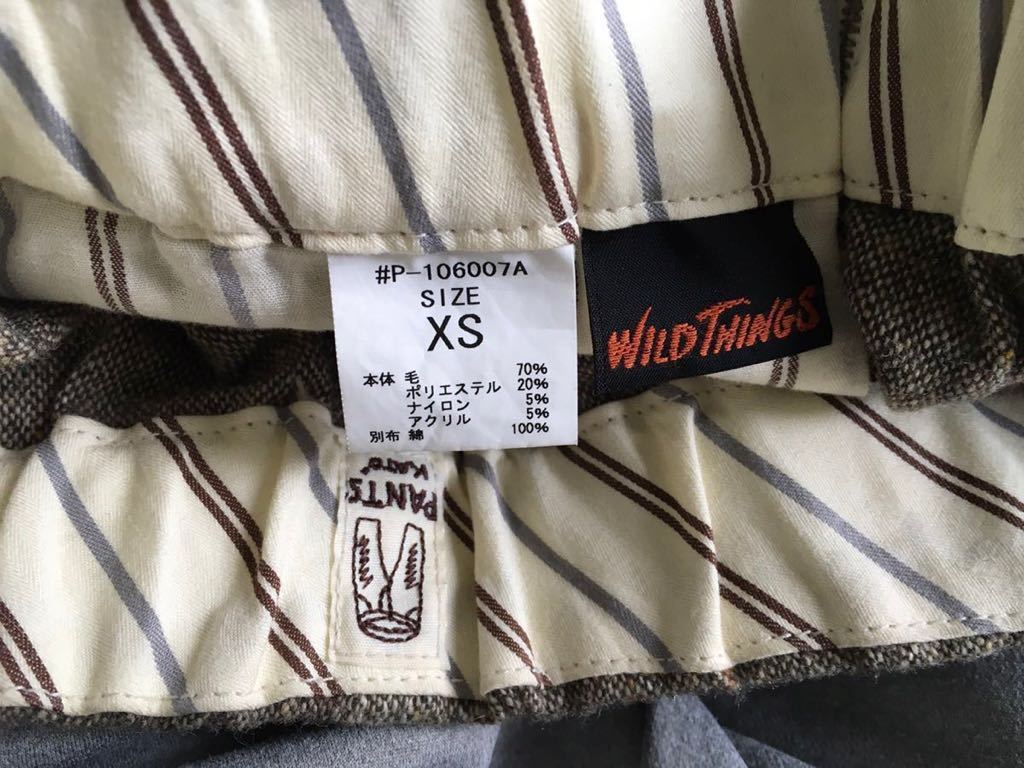 #P-106007A
SIZE
XS
本体 毛 70%
ポリエステル 20%
ナイロン 5%
アクリル 5%
別布 綿 100%
WILD THINGS
KATO'
PANTS